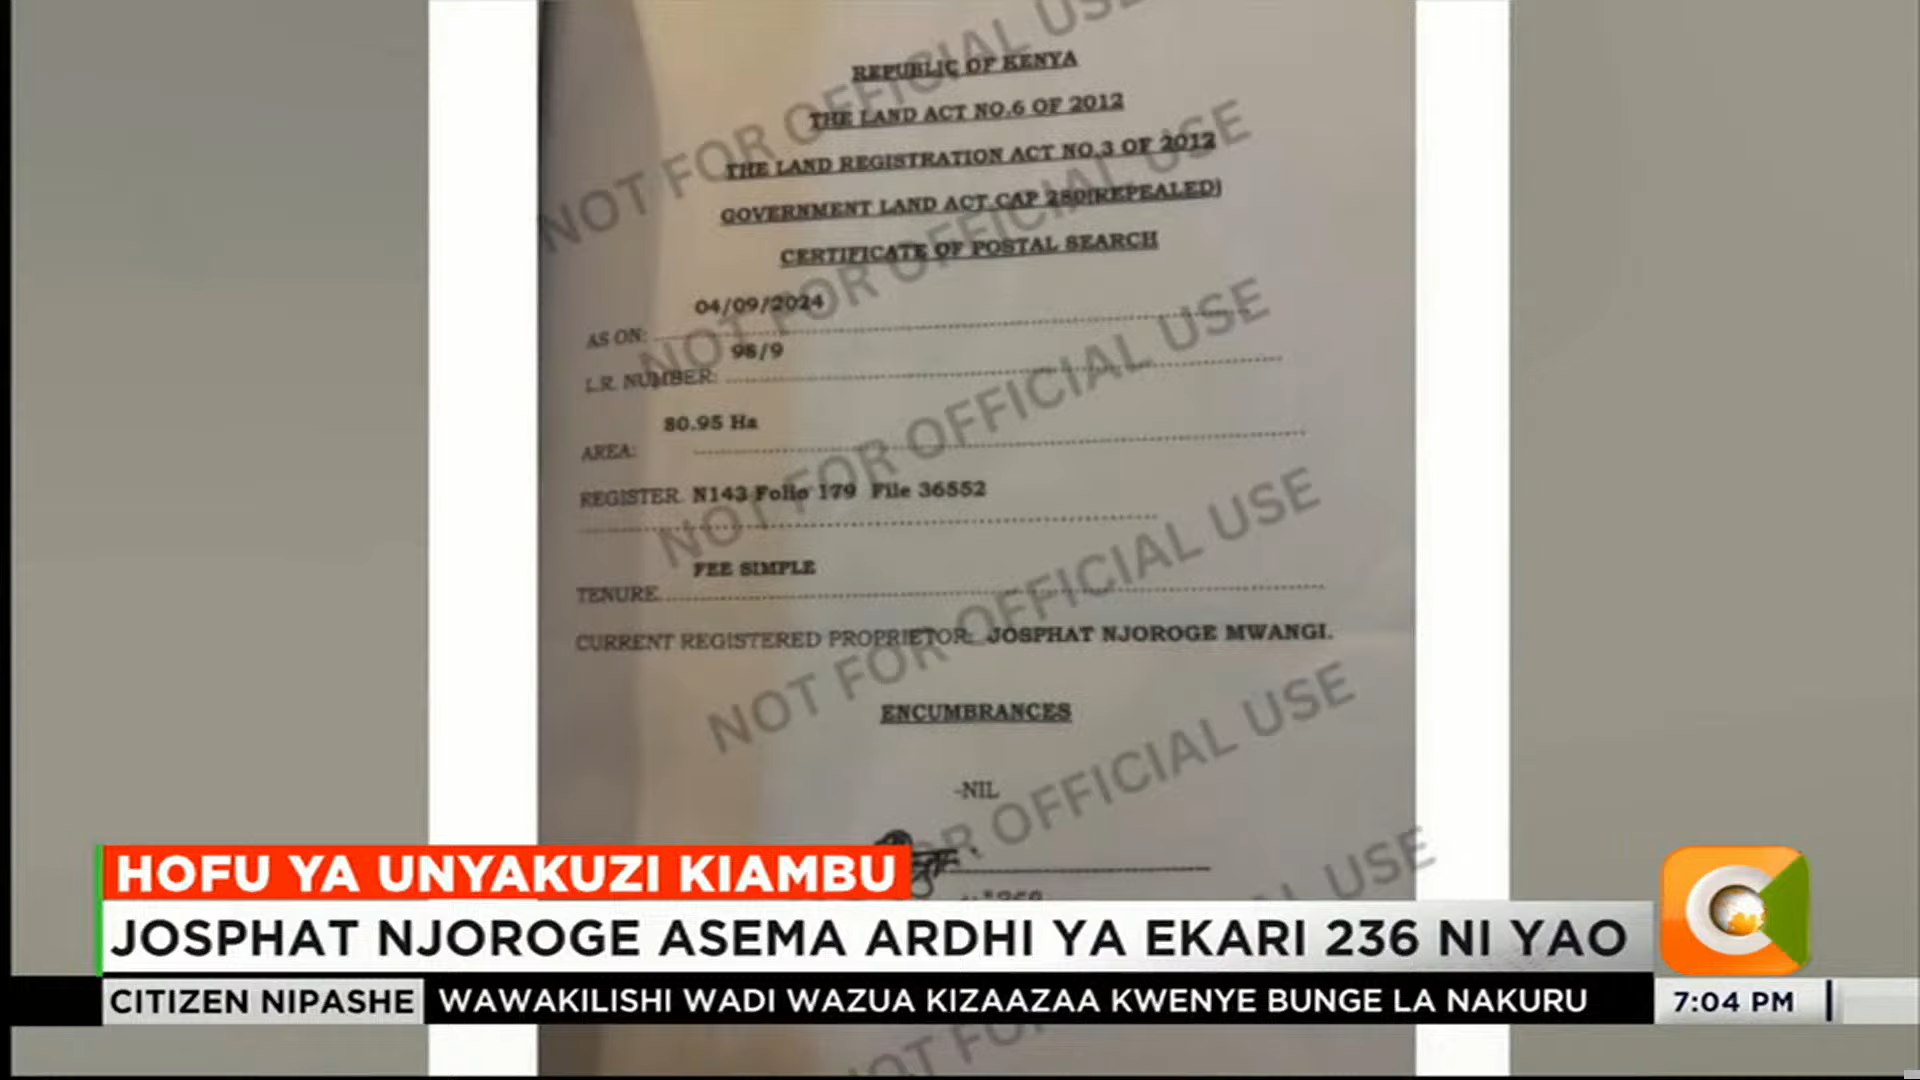 NOT FOR OFFICIAL USE
REPUBLIC OF KENYA
THE LAND ACT NO.6 OF 2012
THE LAND REGISTRATION ACT NO.3 OF 2012
GOVERNMENT LAND ACT CAP 280(REPEALED)
CERTIFICATE OF POSTAL SEARCH
NOT FOR OFFICIAL USE
04/09/2024
AS ON:
98/9
L.R. NUMBER:
NOT FOR OFFICIAL USE
80.95 Ha
AREA:
REGISTER. N143 Folio 179 File 36552
NOT FOR OFFICIAL USE
FEE SIMPLE
TENURE
CURRENT REGISTERED PROPRIETOR: JOSPHAT NJOROGE MWANGI.
NOT FOR OFFICIAL USE
ENCUMBRANCES
-NIL
OFFICIAL USE
HOFU YA UNYAKUZI KIAMBU
JOSPHAT NJOROGE ASEMA ARDHI YA EKARI 236 NI YAO
CITIZEN NIPASHE WAWAKILISHI WADI WAZUA KIZAAZAA KWENYE BUNGE LA NAKURU 7:04 PM